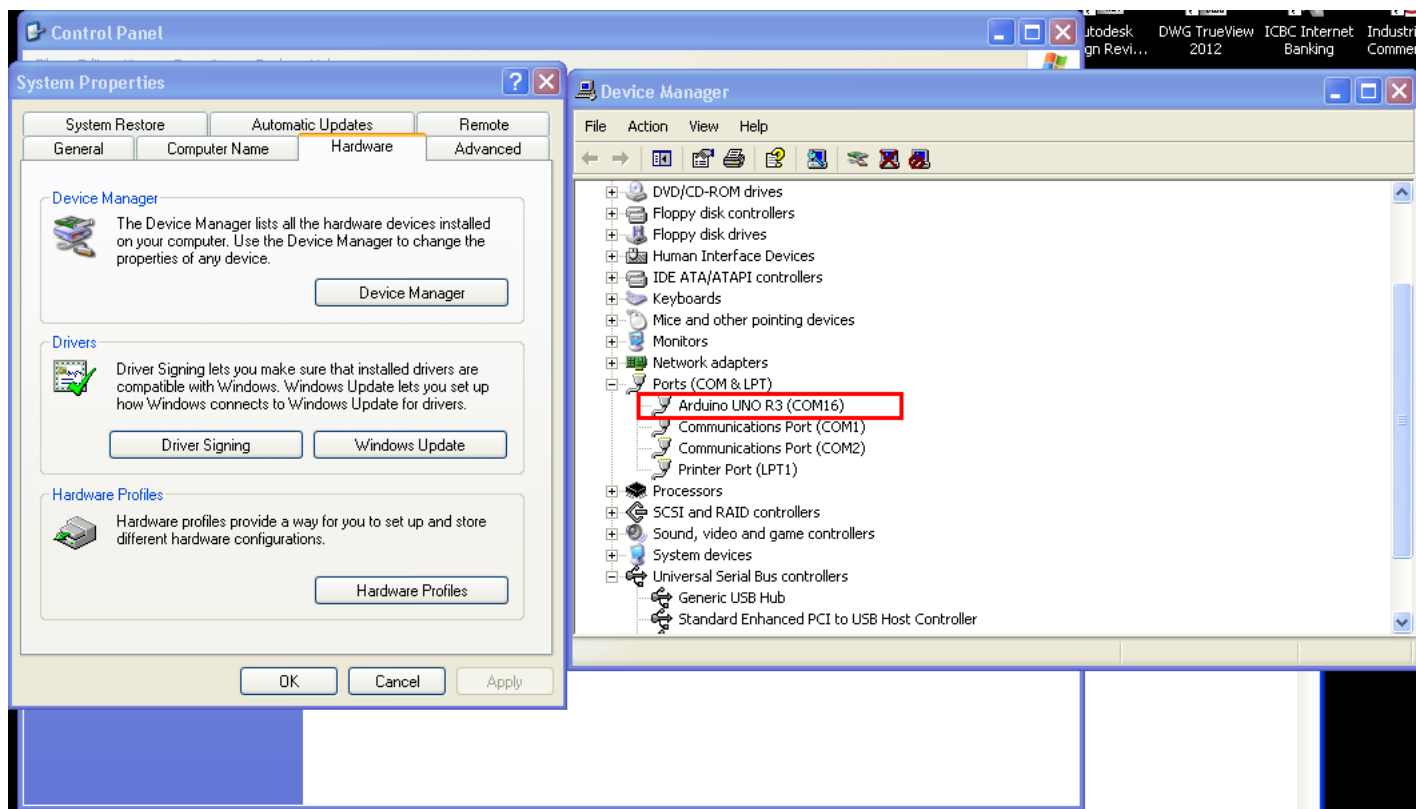 Control Panel
utodesk
gn Revi...
DWG TrueView
2012
ICBC Internet
Banking
Industri
Commer
System Properties
System Restore
Automatic Updates
Remote
General
Computer Name
Hardware
Advanced
Device Manager
The Device Manager lists all the hardware devices installed
on your computer. Use the Device Manager to change the
properties of any device.
Device Manager
Drivers
Driver Signing lets you make sure that installed drivers are
compatible with Windows. Windows Update lets you set up
how Windows connects to Windows Update for drivers.
Driver Signing
Windows Update
Hardware Profiles
Hardware profiles provide a way for you to set up and store
different hardware configurations.
Hardware Profiles
OK
Cancel
Apply
Device Manager
File Action View Help
DVD/CD-ROM drives
Floppy disk controllers
Floppy disk drives
Human Interface Devices
IDE ATA/ATAPI controllers
Keyboards
Mice and other pointing devices
Monitors
Network adapters
Ports (COM & LPT)
Arduino UNO R3 (COM16)
Communications Port (COM1)
Communications Port (COM2)
Printer Port (LPT1)
Processors
SCSI and RAID controllers
Sound, video and game controllers
System devices
Universal Serial Bus controllers
Generic USB Hub
Standard Enhanced PCI to USB Host Controller